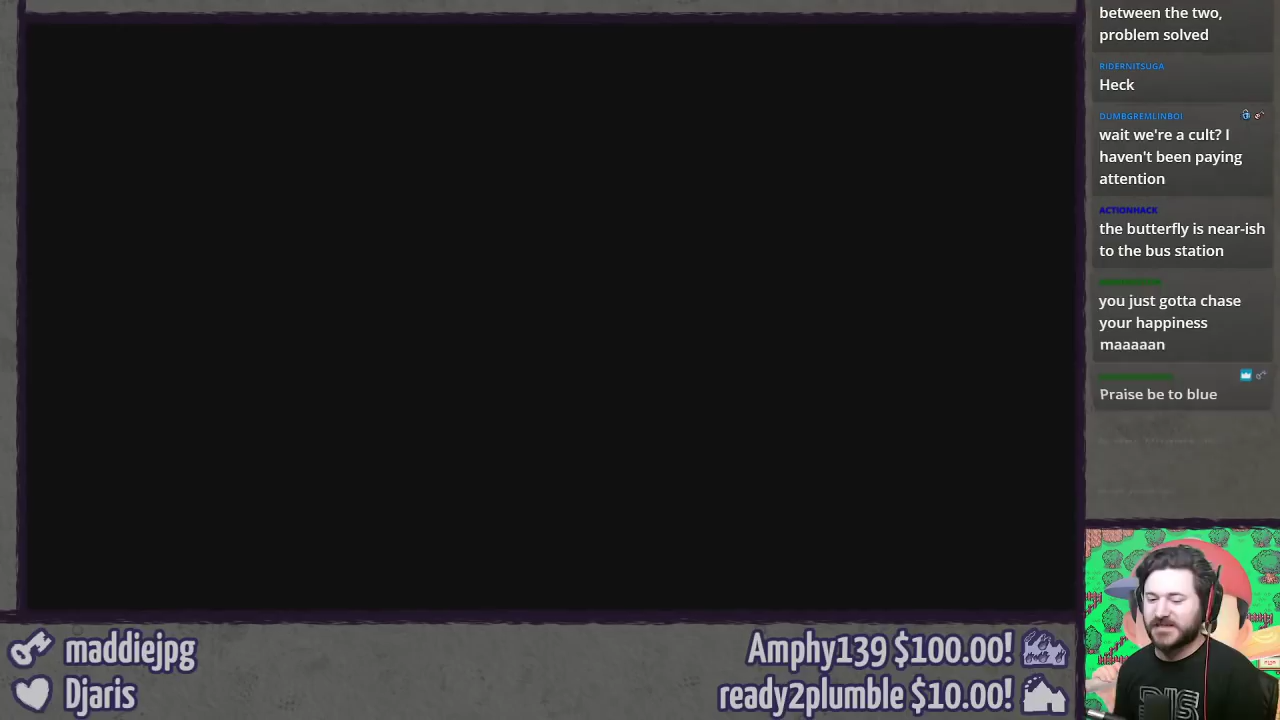 between the two,
problem solved
RIDERNITSUGA
Heck
DUMBGREMLINBOI
wait we're a cult? I
haven't been paying
attention
ACTIONHACK
the butterfly is near-ish
to the bus station
you just gotta chase
your happiness
maaaaan
Praise be to blue
maddiejpg
Djaris
Amphy139 $100.00!
ready2plumble $10.00!